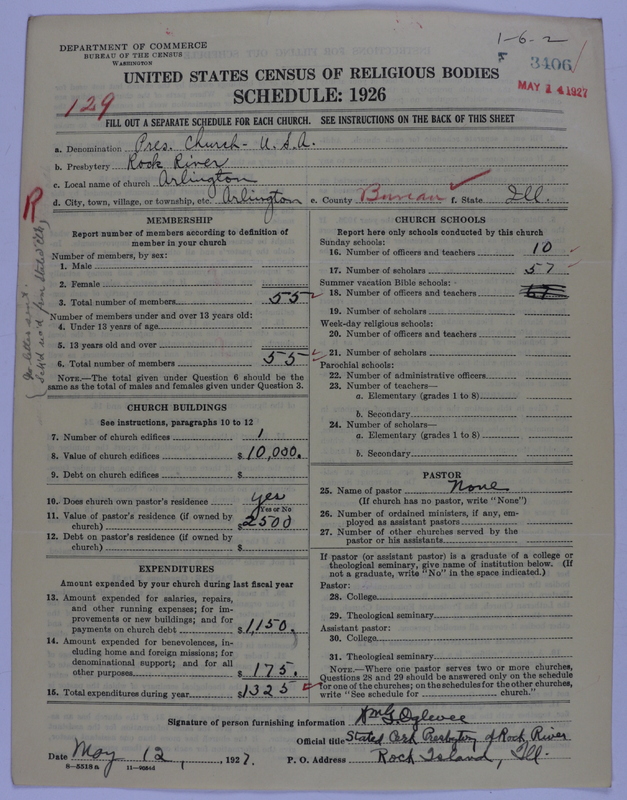 1-6-2
DEPARTMENT OF COMMERCE
BUREAU OF THE CENSUS
WASHINGTON
F 3406
MAY 14 1927
UNITED STATES CENSUS OF RELIGIOUS BODIES
SCHEDULE: 1926
129
FILL OUT A SEPARATE SCHEDULE FOR EACH CHURCH. SEE INSTRUCTIONS ON THE BACK OF THIS SHEET
a. Denomination Pres. Church - U.S.A.
b. Presbytery Rock River
c. Local name of church Arlington
d. City, town, village, or township, etc. Arlington e. County Bureau f. State Ill.
R
No letters sent.
Sched. rec'd from Stated Clk.
MEMBERSHIP
Report number of members according to definition of
member in your church
Number of members, by sex:
1. Male
2. Female
3. Total number of members 55
Number of members under and over 13 years old:
4. Under 13 years of age
5. 13 years old and over
6. Total number of members 55
NOTE.—The total given under Question 6 should be
same as the total of males and females given under Question 3.
CHURCH BUILDINGS
See instructions, paragraphs 10 to 12
7. Number of church edifices 1
8. Value of church edifices $ 10,000.
9. Debt on church edifices $
10. Does church own pastor's residence yes
Yes or No
11. Value of pastor's residence (if owned by
church) $ 2500
12. Debt on pastor's residence (if owned by
church) $
EXPENDITURES
Amount expended by your church during last fiscal year
13. Amount expended for salaries, repairs,
and other running expenses; for im-
provements or new buildings; and for
payments on church debt $ 1,150.
14. Amount expended for benevolences, in-
cluding home and foreign missions; for
denominational support; and for all
other purposes $ 175.
15. Total expenditures during year $ 1325
CHURCH SCHOOLS
Report here only schools conducted by this church
Sunday schools:
16. Number of officers and teachers 10
17. Number of scholars 57
Summer vacation Bible schools:
18. Number of officers and teachers
19. Number of scholars
Week-day religious schools:
20. Number of officers and teachers
21. Number of scholars
Parochial schools:
22. Number of administrative officers
23. Number of teachers—
a. Elementary (grades 1 to 8)
b. Secondary
24. Number of scholars—
a. Elementary (grades 1 to 8)
b. Secondary
PASTOR
25. Name of pastor None
(If church has no pastor, write "None")
26. Number of ordained ministers, if any, em-
ployed as assistant pastors
27. Number of other churches served by the
pastor or his assistants
If pastor (or assistant pastor) is a graduate of a college or
theological seminary, give name of institution below. (If
not a graduate, write "No" in the space indicated.)
Pastor:
28. College
29. Theological seminary
Assistant pastor:
30. College
31. Theological seminary
NOTE.—Where one pastor serves two or more churches,
Questions 28 and 29 should be answered only on the schedule
for one of the churches; on the schedules for the other churches,
write "See schedule for church."
Signature of person furnishing information Wm G. Oglevee
Official title Stated Clerk Presbytery of Rock River
Date May 12, 1927. P. O. Address Rock Island, Ill.
8-5518a 11-9084d